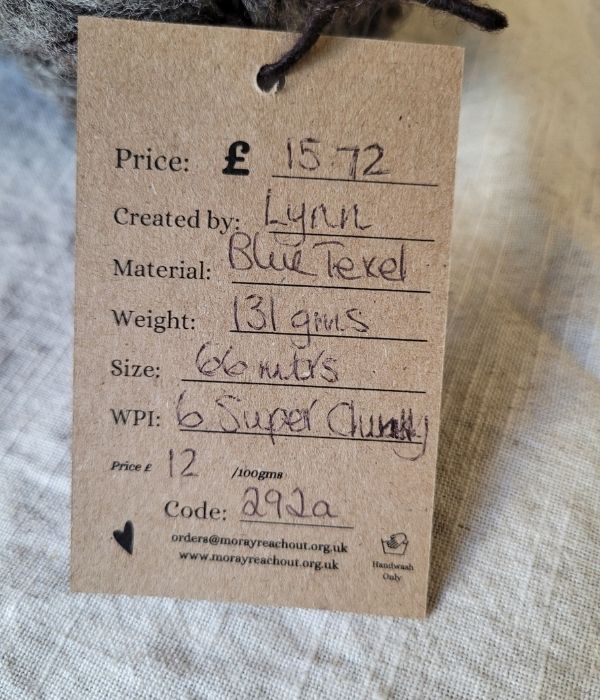 Price: £ 15.72
Created by: Lynn
Material: Blue Texel
Weight: 131 gms
Size: 66 mtrs
WPI: 6 Super Chunky
Price £ 12 /100gms
Code: 292a
orders@morayreachout.org.uk
www.morayreachout.org.uk
Handwash
Only